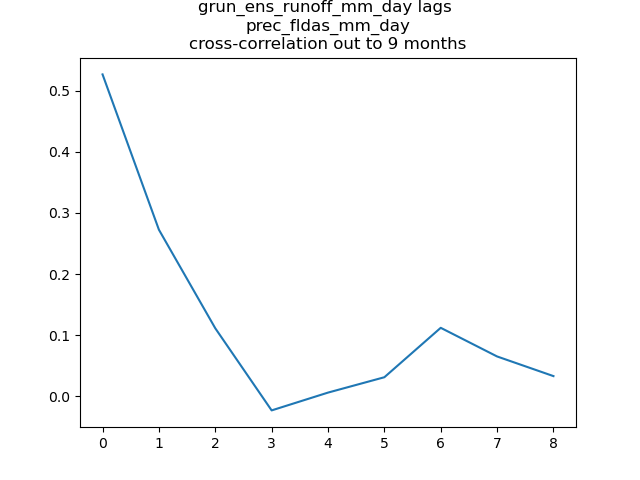 grun_ens_runoff_mm_day lags
prec_fldas_mm_day
cross-correlation out to 9 months
0.5
0.4
0.3
0.2
0.1
0.0
0 1 2 3 4 5 6 7 8